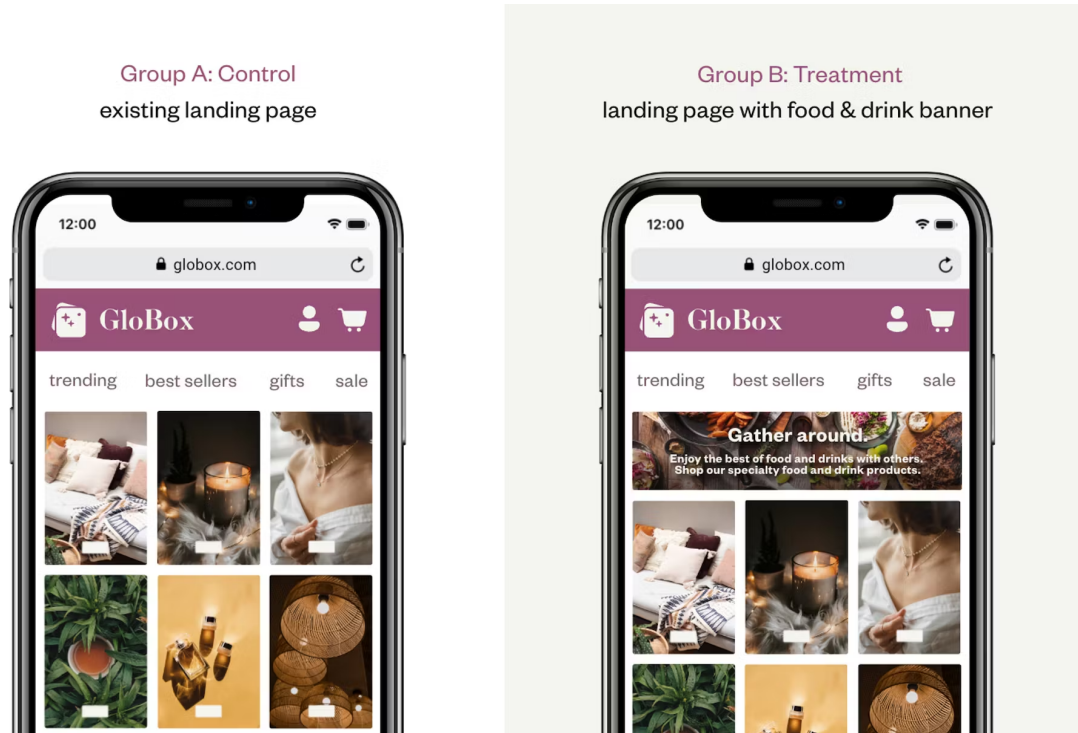 Group A: Control
existing landing page
12:00
globox.com
GloBox
trending best sellers gifts sale
Group B: Treatment
landing page with food & drink banner
12:00
globox.com
GloBox
trending best sellers gifts sale
Gather around.
Enjoy the best of food and drinks with others.
Shop our specialty food and drink products.